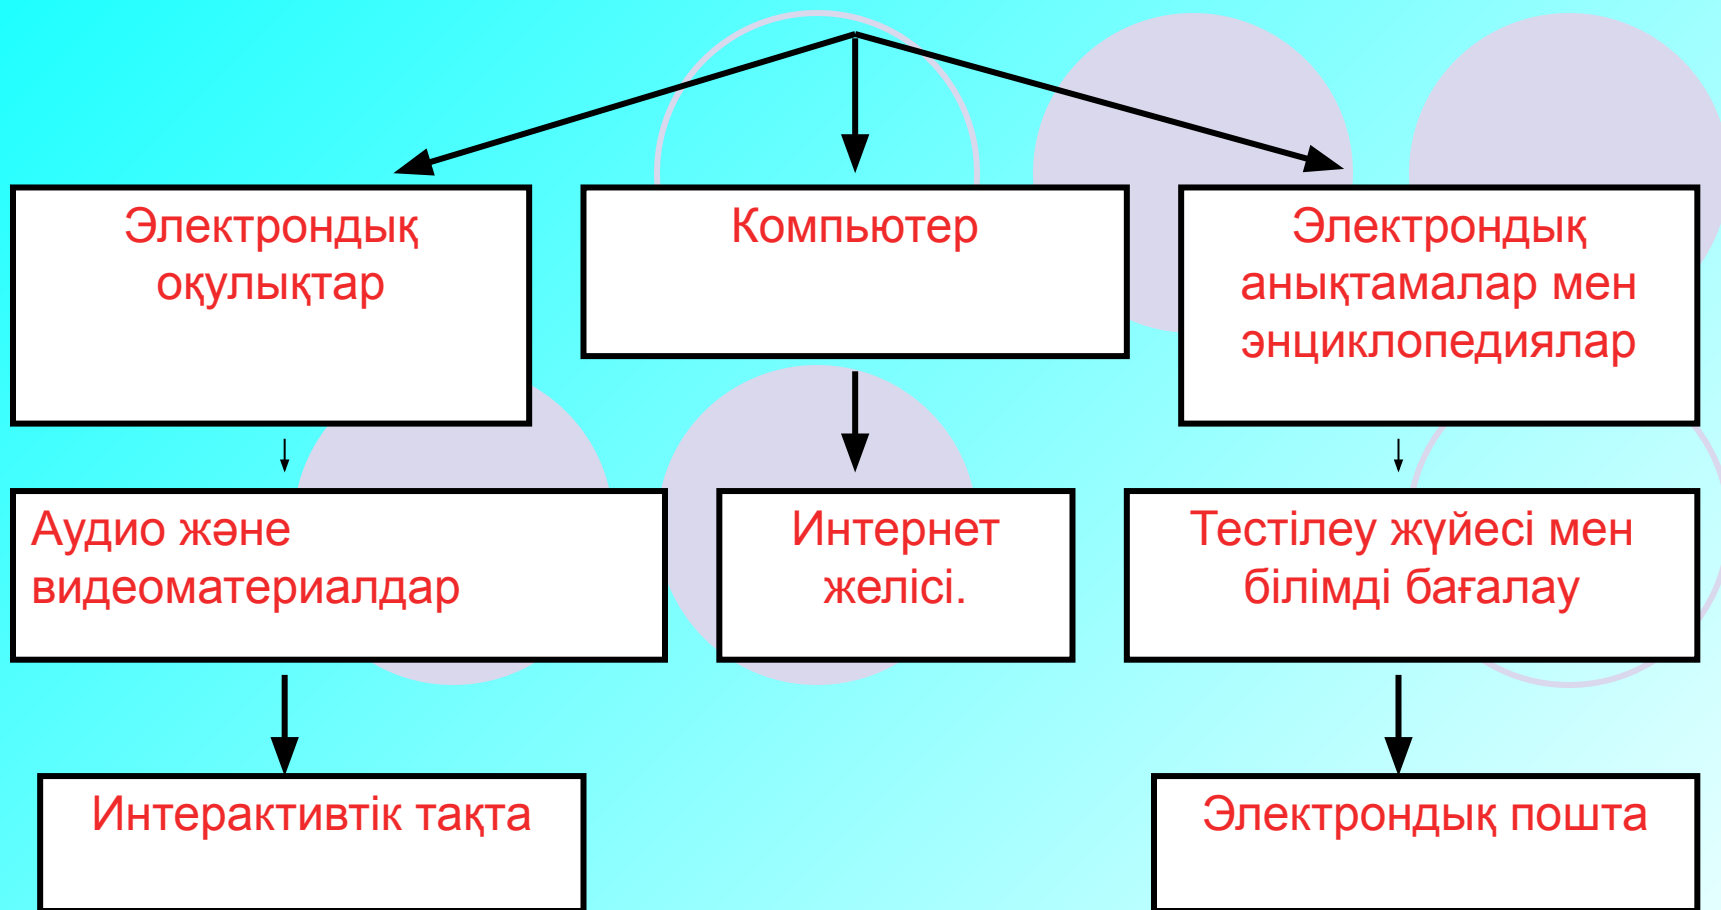 Электрондық
оқулықтар
Компьютер
Электрондық
анықтамалар мен
энциклопедиялар
Аудио және
видеоматериалдар
Интернет
желісі.
Тестілеу жүйесі мен
білімді бағалау
Интерактивтік тақта
Электрондық пошта